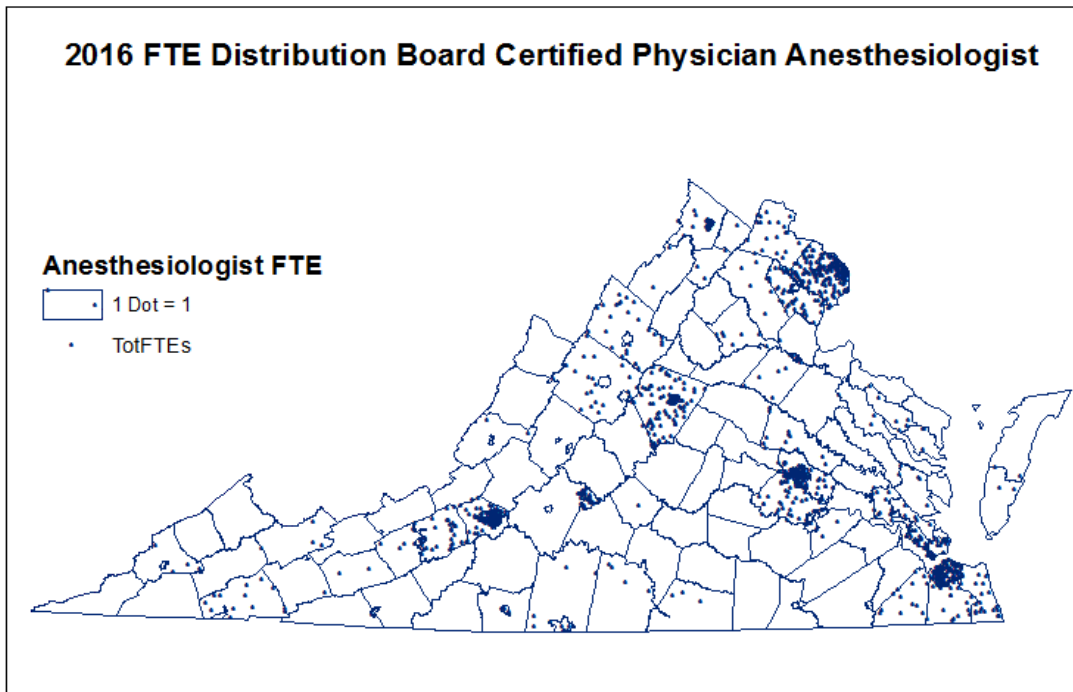 2016 FTE Distribution Board Certified Physician Anesthesiologist
Anesthesiologist FTE
1 Dot = 1
TotFTEs